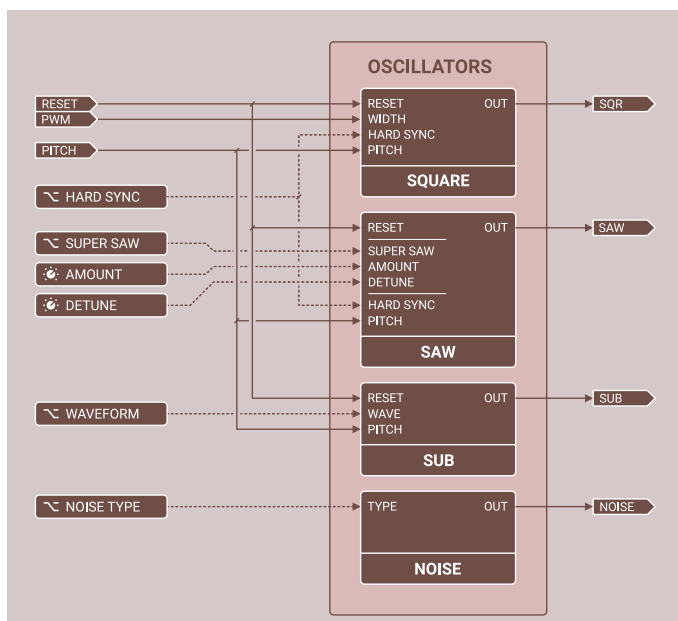 OSCILLATORS
RESET
PWM
PITCH
HARD SYNC
SUPER SAW
AMOUNT
DETUNE
WAVEFORM
NOISE TYPE
RESET OUT
WIDTH
HARD SYNC
PITCH
SQUARE
RESET OUT
SUPER SAW
AMOUNT
DETUNE
HARD SYNC
PITCH
SAW
RESET OUT
WAVE
PITCH
SUB
TYPE OUT
NOISE
SQR
SAW
SUB
NOISE